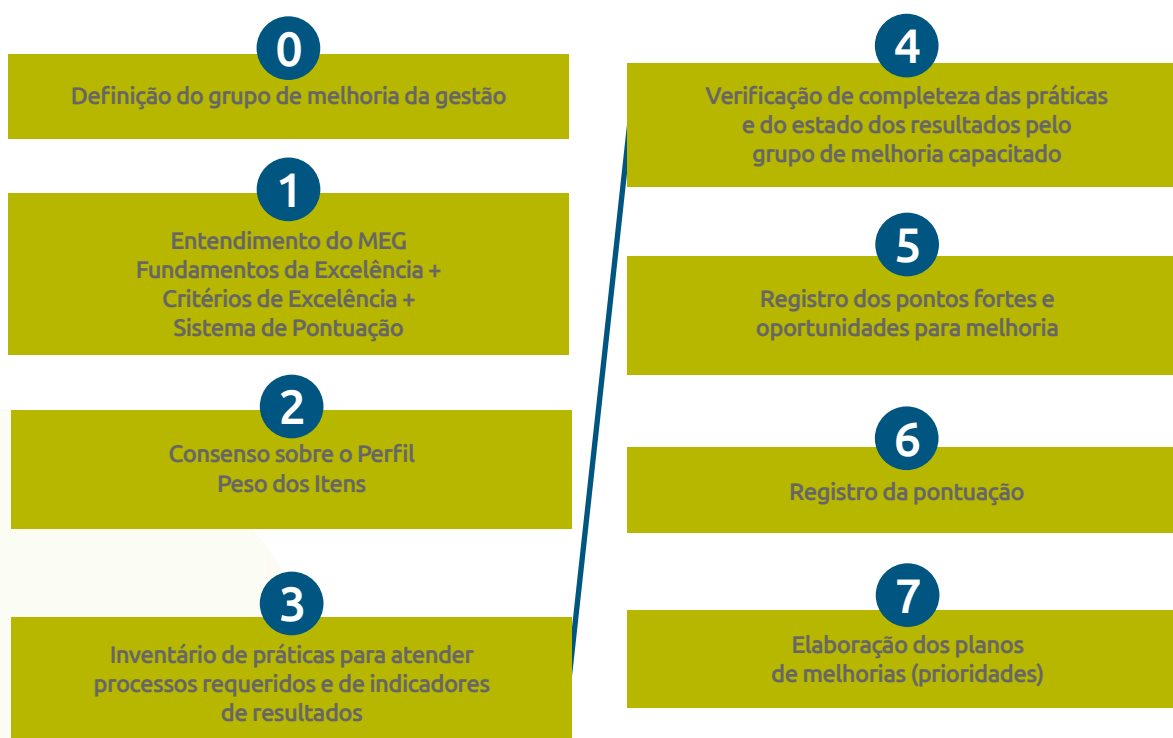 0
Definição do grupo de melhoria da gestão
1
Entendimento do MEG
Fundamentos da Excelência +
Critérios de Excelência +
Sistema de Pontuação
2
Consenso sobre o Perfil
Peso dos Itens
3
Inventário de práticas para atender
processos requeridos e de indicadores
de resultados
4
Verificação de completeza das práticas
e do estado dos resultados pelo
grupo de melhoria capacitado
5
Registro dos pontos fortes e
oportunidades para melhoria
6
Registro da pontuação
7
Elaboração dos planos
de melhorias (prioridades)